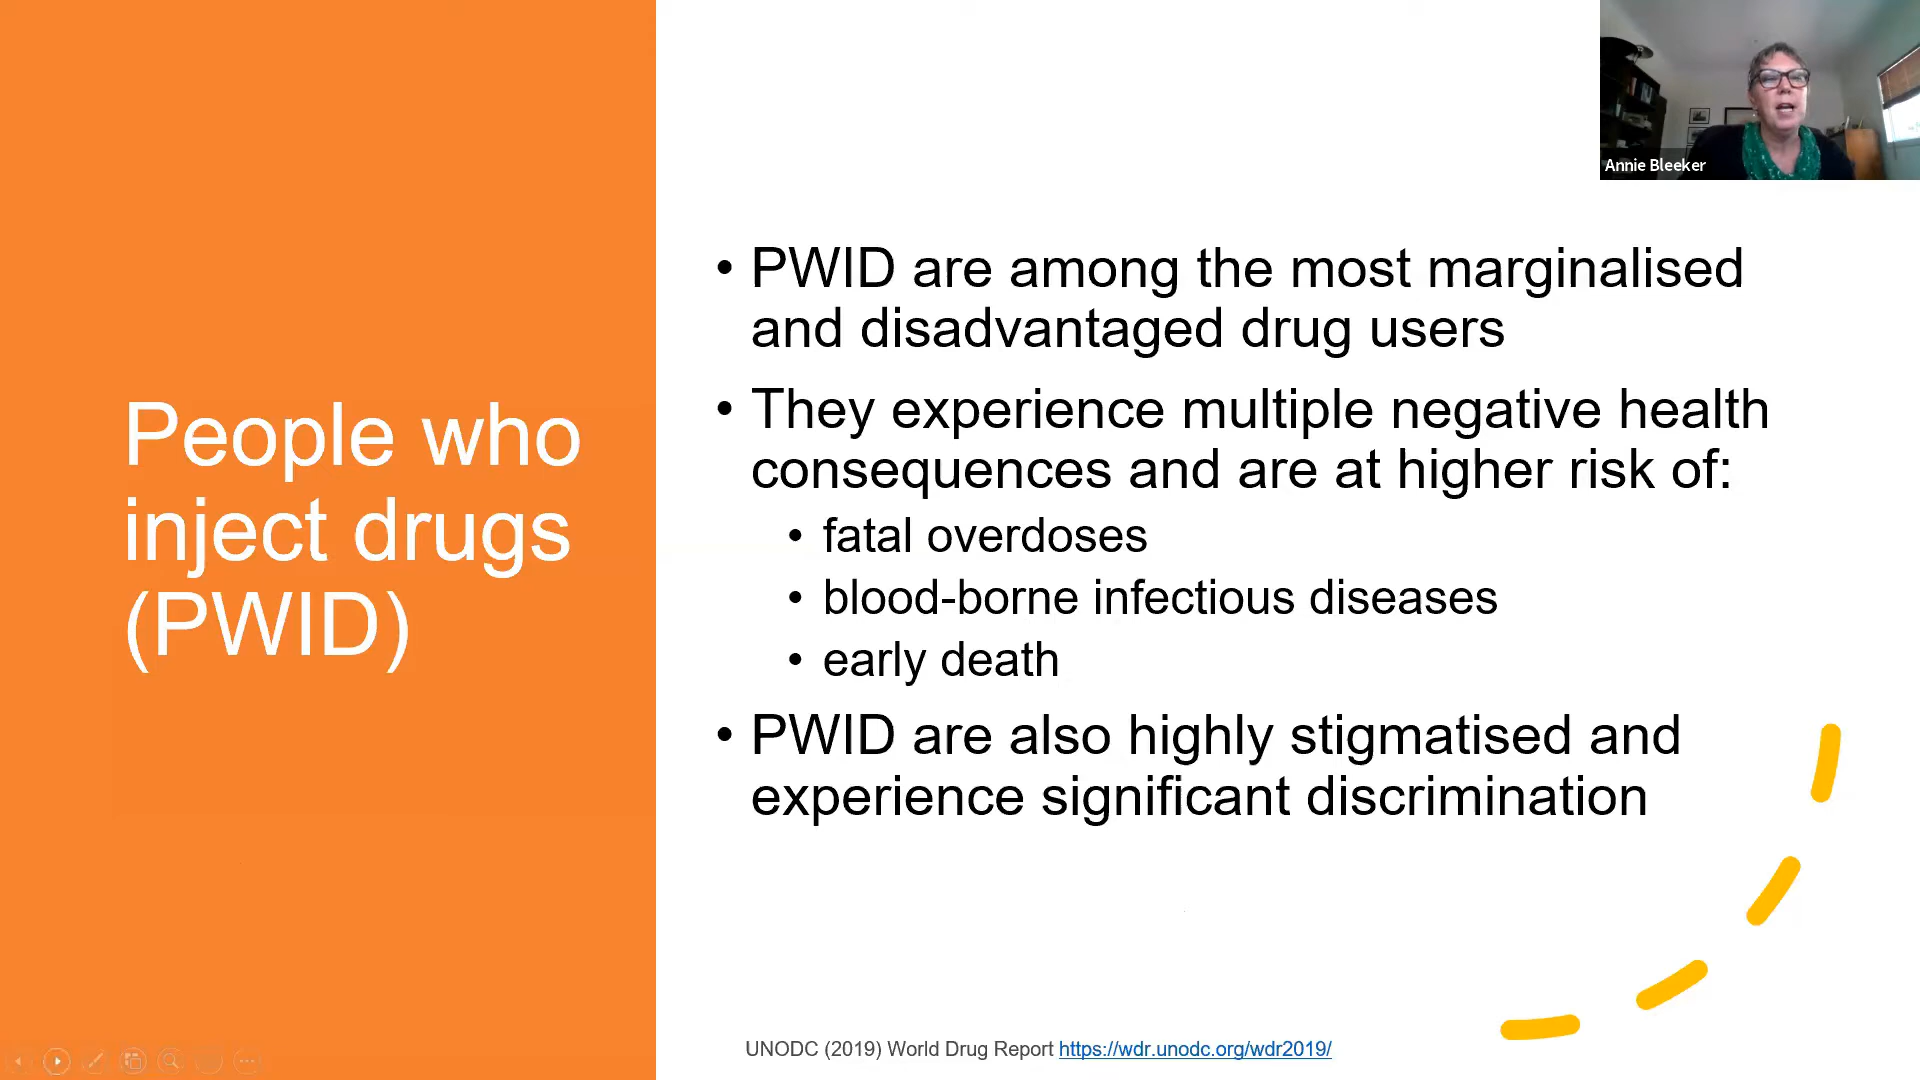 Annie Bleeker
People who
inject drugs
(PWID)
• PWID are among the most marginalised
and disadvantaged drug users
• They experience multiple negative health
consequences and are at higher risk of:
• fatal overdoses
• blood-borne infectious diseases
• early death
• PWID are also highly stigmatised and
experience significant discrimination
UNODC (2019) World Drug Report https://wdr.unodc.org/wdr2019/